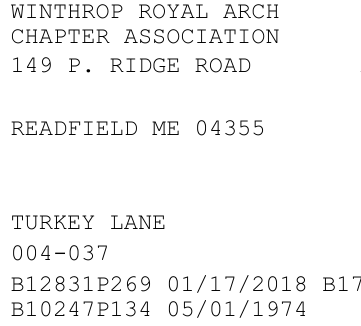 WINTHROP ROYAL ARCH
CHAPTER ASSOCIATION
149 P. RIDGE ROAD
READFIELD ME 04355
TURKEY LANE
004-037
B12831P269 01/17/2018 B17
B10247P134 05/01/1974